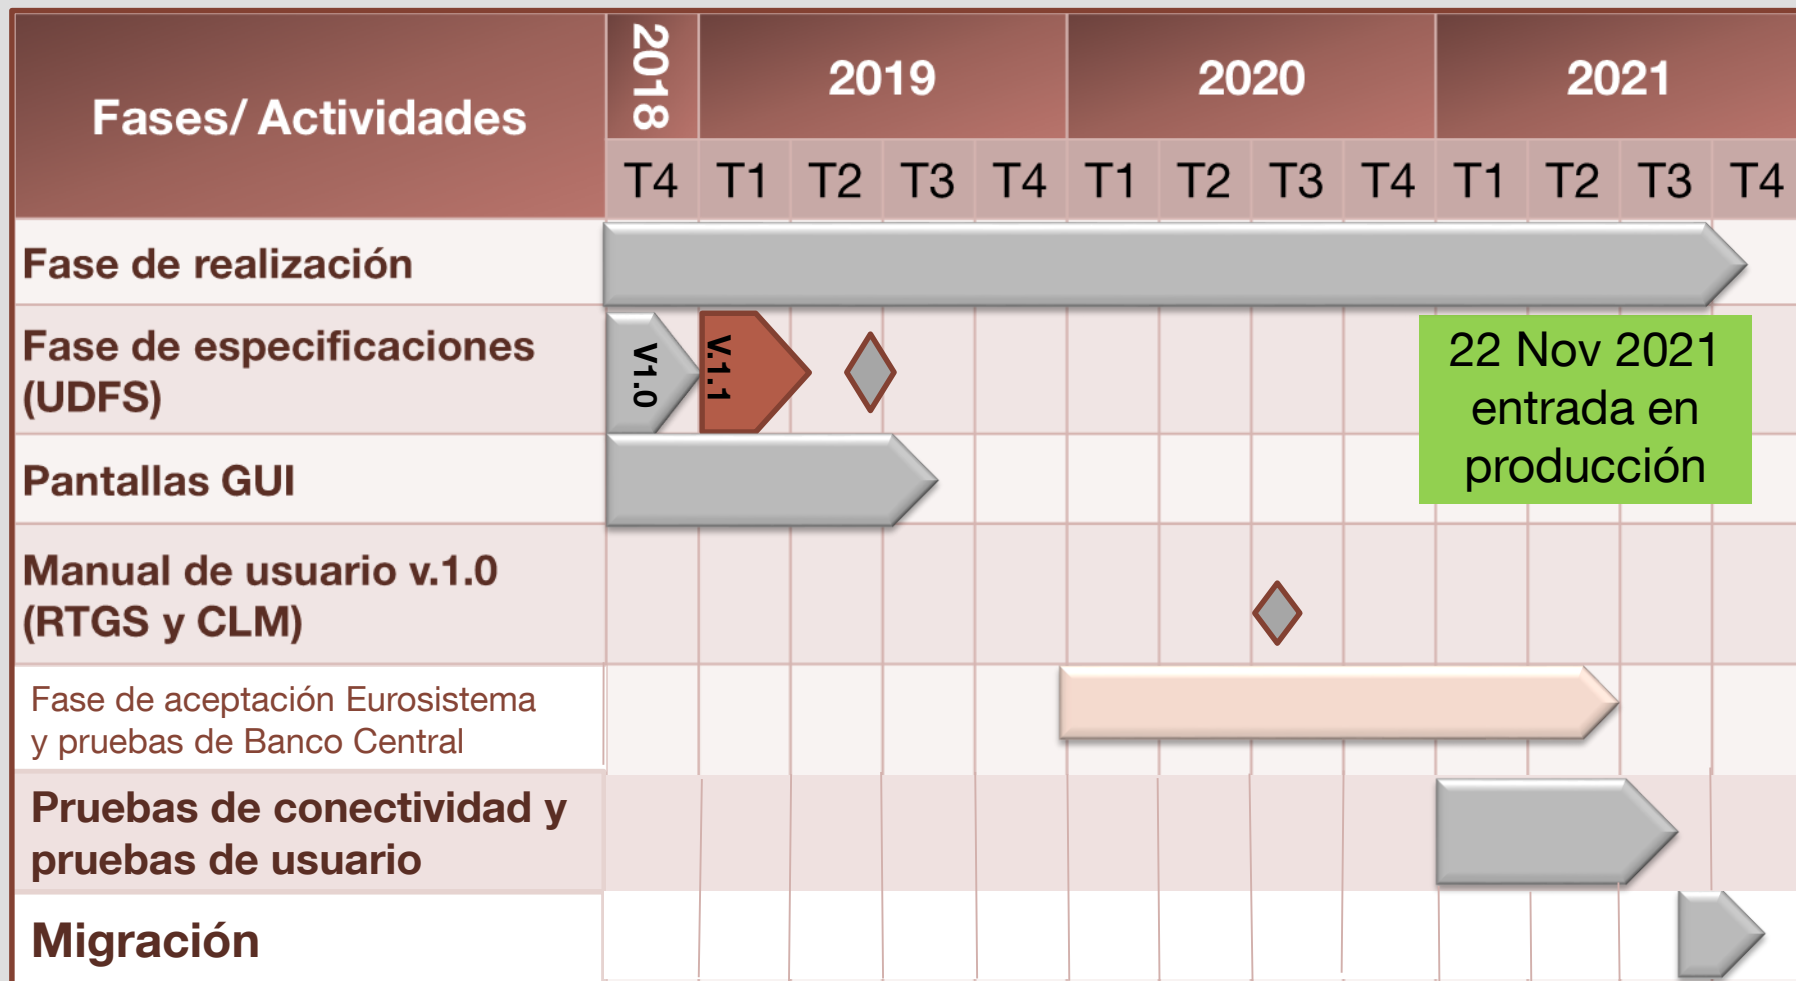 Fases/ Actividades
2018
2019
2020
2021
T4 T1 T2 T3 T4 T1 T2 T3 T4 T1 T2 T3 T4
Fase de realización
Fase de especificaciones
(UDFS)
V1.0
V.1.1
22 Nov 2021
entrada en
producción
Pantallas GUI
Manual de usuario v.1.0
(RTGS y CLM)
Fase de aceptación Eurosistema
y pruebas de Banco Central
Pruebas de conectividad y
pruebas de usuario
Migración